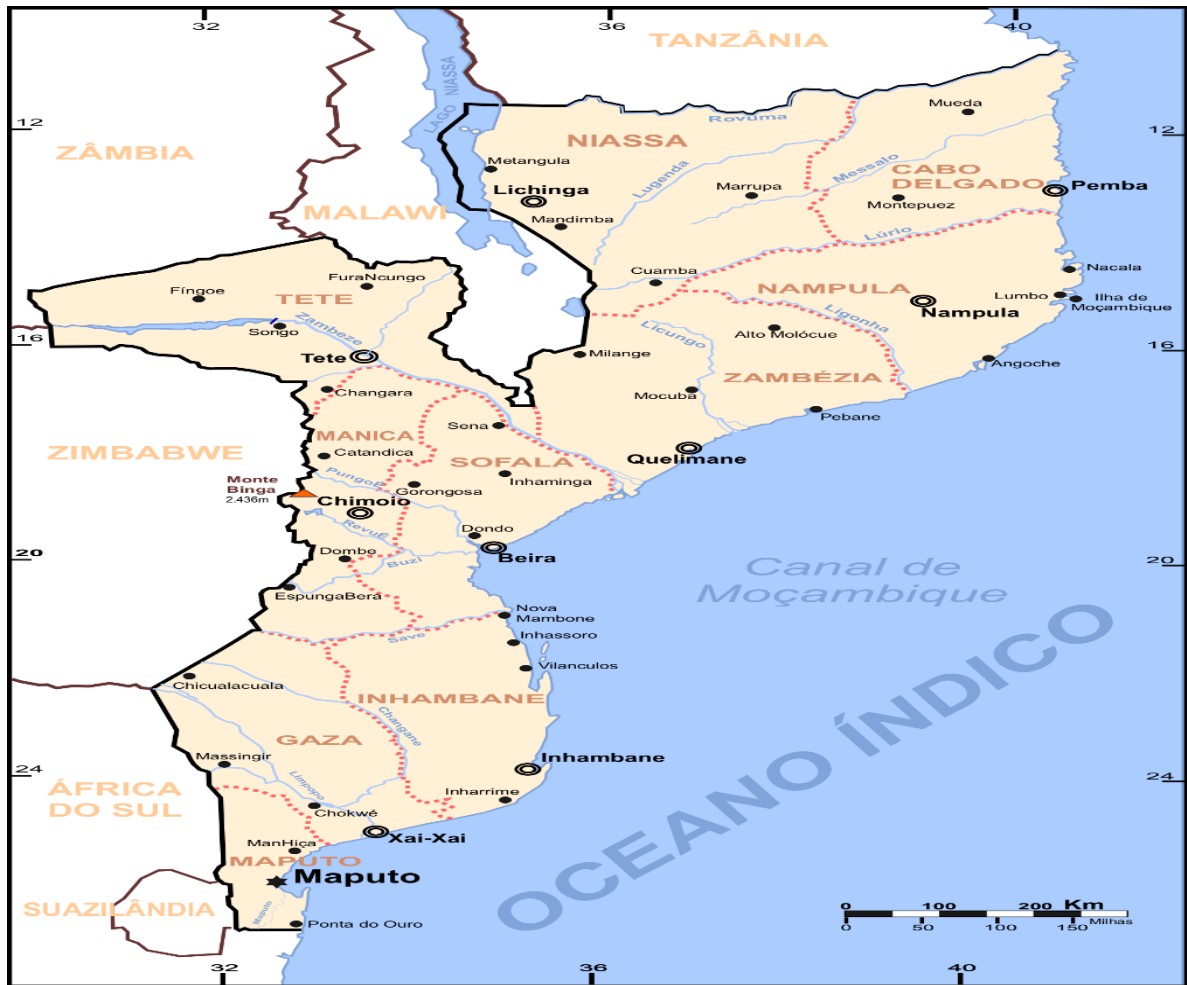 32
36
40
TANZÂNIA
LAGO NIASSA
12
12
Mueda
Rovuma
NIASSA
ZÂMBIA
Metangula
Messalo
CABO
DELGADO
Lugenda
Lichinga
Marrupa
Pemba
Montepuez
MALAWI
Mandimba
Lúrio
Cuamba
Nacala
FuraNcungo
Fíngoe
TETE
NAMPULA
Lumbo
Ilha de
Moçambique
Nampula
Zambeze
Songo
Licungo
Ligonha
Alto Molócue
16
Tete
Milange
16
Angoche
ZAMBÉZIA
Changara
Mocuba
Pebane
Sena
MANICA
ZIMBABWE
Catandica
SOFALA
Quelimane
Monte
Binga
2.436m
Pungoé
Inhaminga
Gorongosa
Chimoio
Revué
Dondo
Dombe
Beira
20
Buzi
20
Canal de
Moçambique
EspungaBera
Nova
Mambone
Save
Inhassoro
Vilanculos
Chicualacuala
INHAMBANE
Changane
GAZA
OCEANO ÍNDICO
Massingir
Inhambane
24
Limpopo
24
ÁFRICA
DO SUL
Inharrime
Chokwé
Xai-Xai
ManHiça
MAPUTO
Maputo
SUAZILÂNDIA
Maputo
Ponta do Ouro
0 100 200 Km
0 50 100 150 Milhas
32
36
40